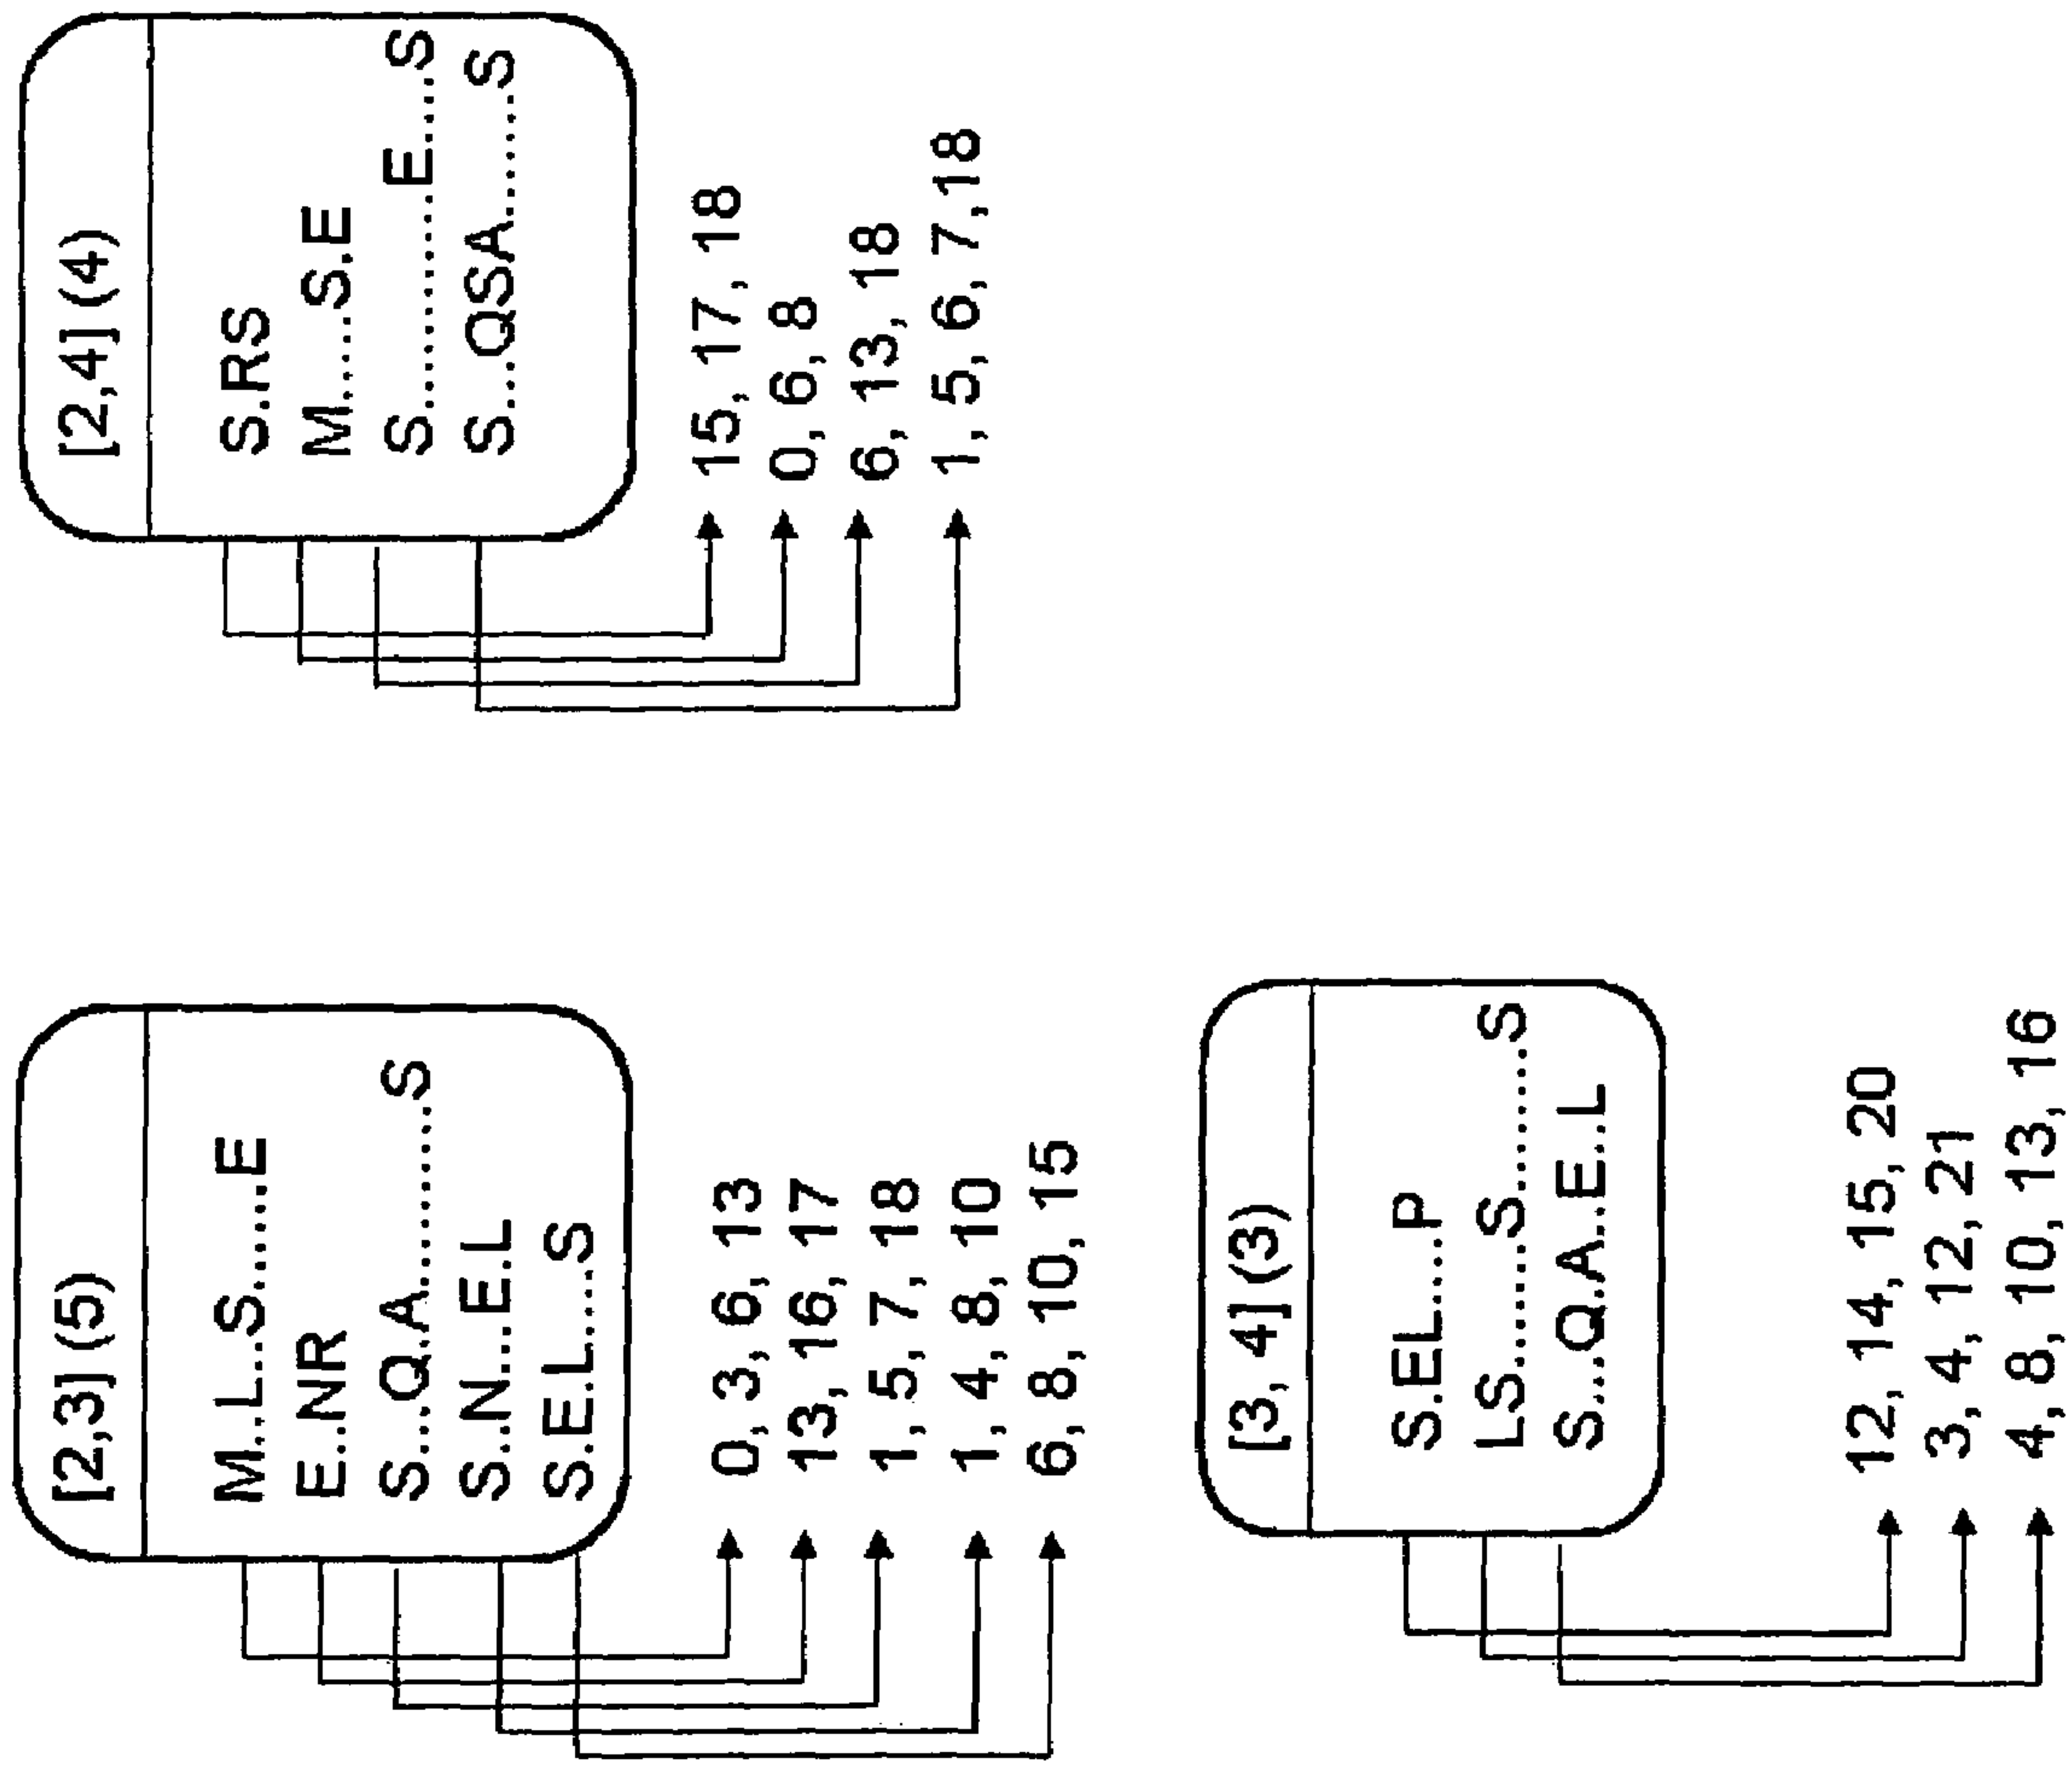 [2,3] (5)
M..L..S......E
E..NR
S...Q.A..........S
S..N...E.L
S.E.L....S
0, 3, 6, 13
13, 16, 17
1, 5, 7, 18
1, 4, 8, 10
6, 8, 10, 15
[2,4] (4)
S.RS
M.....S.E
S............E....S
S...QSA.......S
15, 17, 18
0, 6, 8
6, 13, 18
1, 5, 6, 7,18
[3, 4] (3)
S.EL....P
LS.......S........S
S...Q.A..E..L
12, 14, 15, 20
3, 4, 12, 21
4, 8, 10, 13, 16